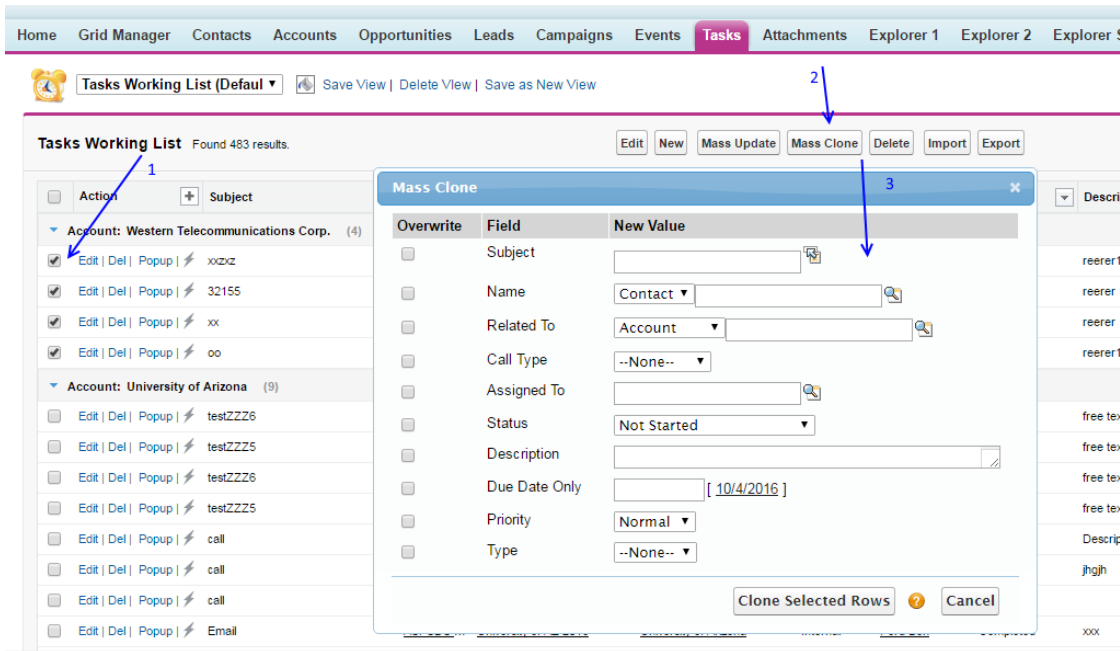 Home Grid Manager Contacts Accounts Opportunities Leads Campaigns Events Tasks Attachments Explorer 1 Explorer 2 Explorer S
Tasks Working List (Defaul Save View | Delete View | Save as New View
2
Tasks Working List Found 483 results. Edit New Mass Update Mass Clone Delete Import Export
1
3
Action + Subject Descri
Mass Clone
Overwrite Field New Value
Account: Western Telecommunications Corp. (4)
Subject
Edit | Del | Popup | xxzxz reerer1
Name Contact
Edit | Del | Popup | 32155 reerer
Related To Account
Edit | Del | Popup | xx reerer
Call Type --None--
Edit | Del | Popup | oo reerer1
Account: University of Arizona (9)
Assigned To
Edit | Del | Popup | testZZZ6 free tex
Status Not Started
Edit | Del | Popup | testZZZ5 free tex
Description
Edit | Del | Popup | testZZZ6 free tex
Due Date Only [ 10/4/2016 ]
Edit | Del | Popup | testZZZ5 free tex
Priority Normal
Edit | Del | Popup | call Descrip
Type --None--
Edit | Del | Popup | call jhgjh
Edit | Del | Popup | call
Clone Selected Rows ? Cancel
Edit | Del | Popup | Email xxx